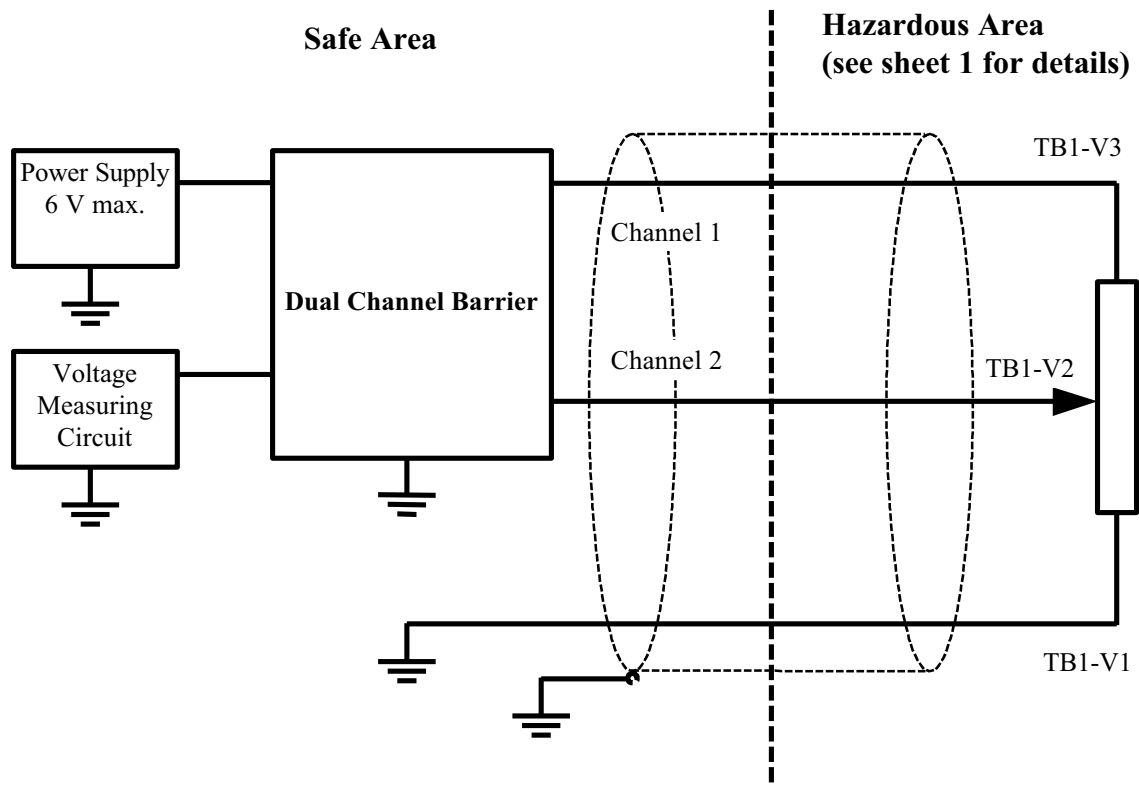 Safe Area
Hazardous Area
(see sheet 1 for details)
Power Supply
6 V max.
TB1-V3
Channel 1
Dual Channel Barrier
Voltage
Measuring
Circuit
Channel 2
TB1-V2
TB1-V1